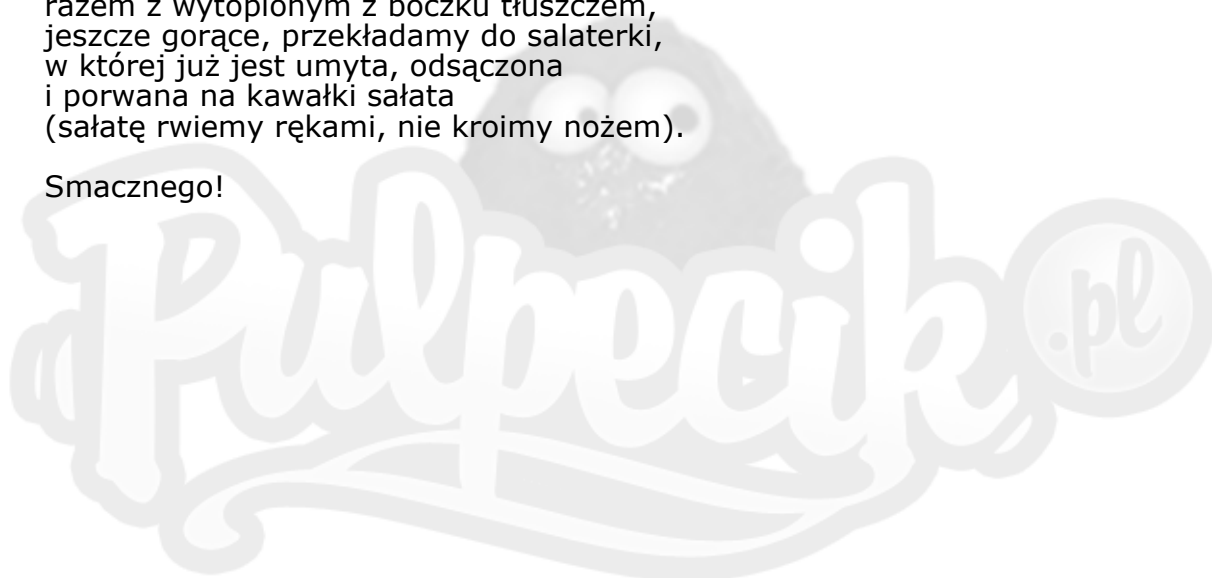 razem z wytopionym z boczku tłuszczem,
jeszcze gorące, przekładamy do salaterki,
w której już jest umyta, odsączona
i porwana na kawałki sałata
(sałatę rwiemy rękami, nie kroimy nożem).
Smacznego!
Pulpecik.pl